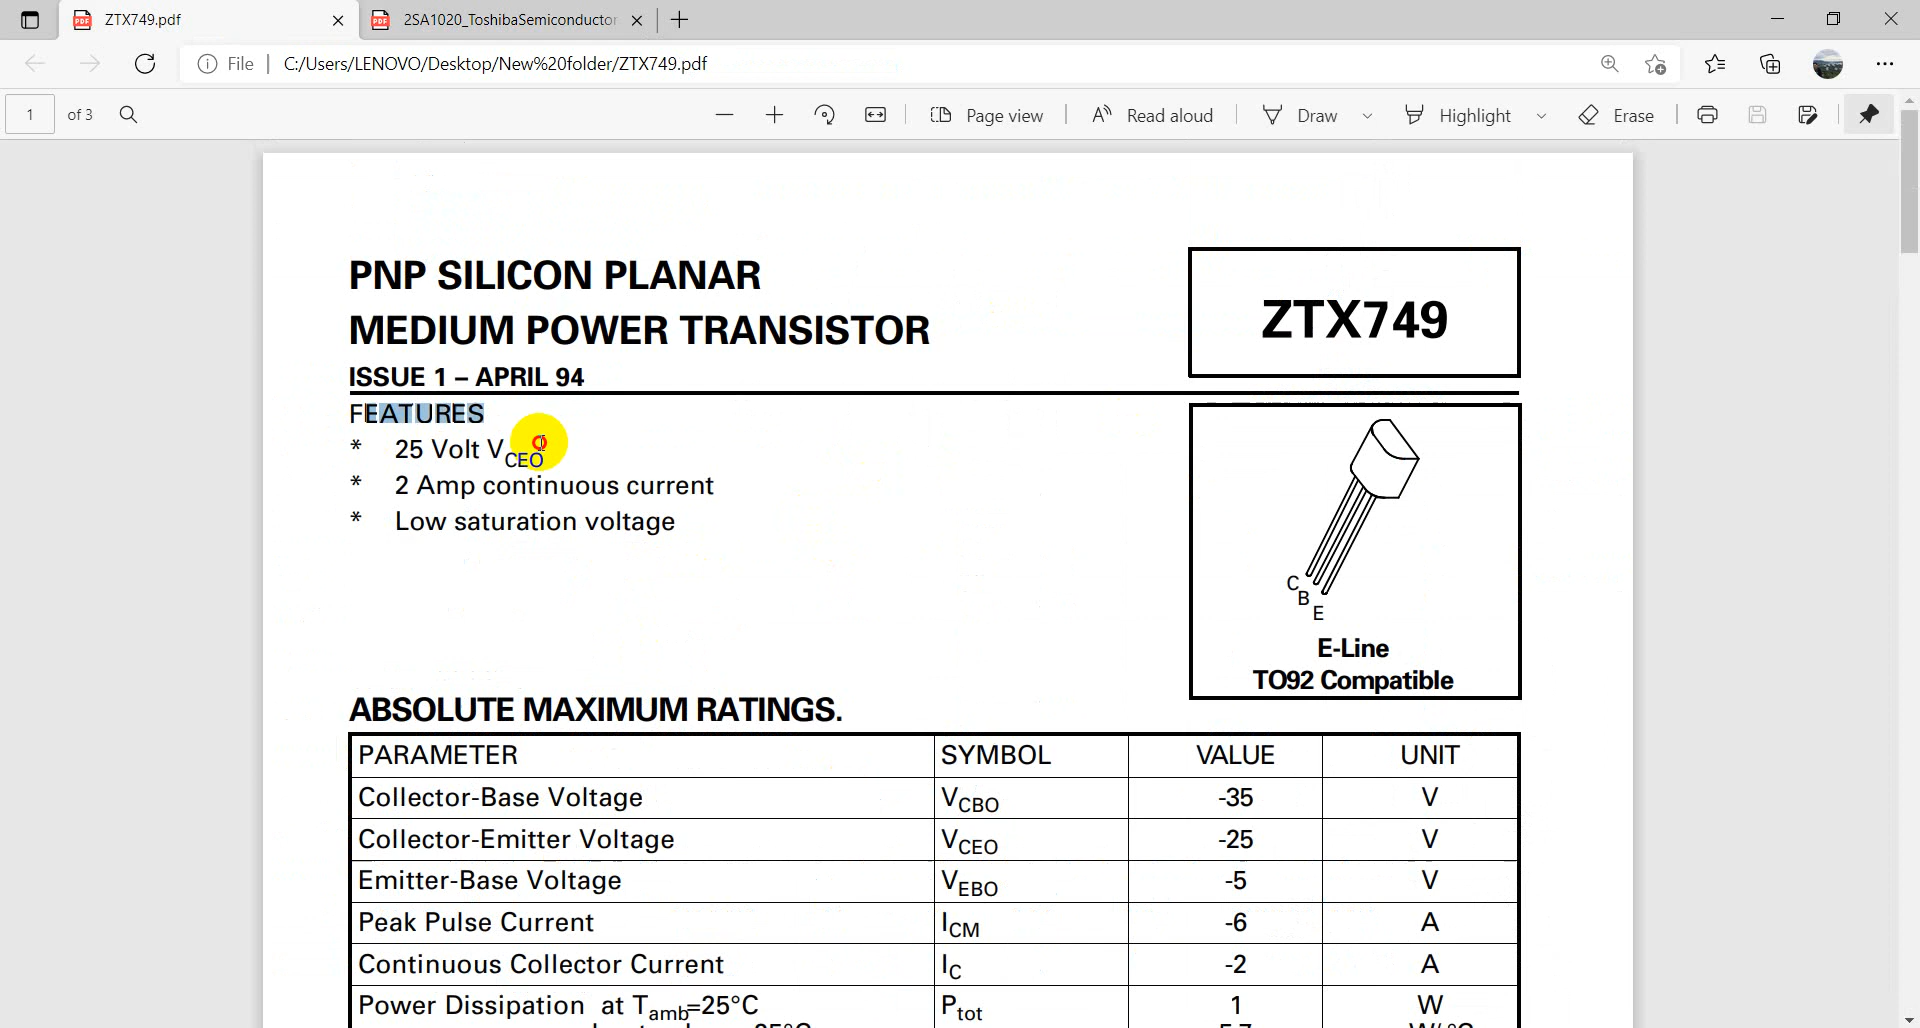 ZTX749.pdf
2SA1020_ToshibaSemiconductor
File
C:/Users/LENOVO/Desktop/New%20folder/ZTX749.pdf
1 of 3
Page view
Read aloud
Draw
Highlight
Erase
PNP SILICON PLANAR
MEDIUM POWER TRANSISTOR
ISSUE 1 – APRIL 94
ZTX749
FEATURES
* 25 Volt VCEO
* 2 Amp continuous current
* Low saturation voltage
C
B
E
E-Line
TO92 Compatible
ABSOLUTE MAXIMUM RATINGS.
PARAMETER SYMBOL VALUE UNIT
Collector-Base Voltage VCBO -35 V
Collector-Emitter Voltage VCEO -25 V
Emitter-Base Voltage VEBO -5 V
Peak Pulse Current ICM -6 A
Continuous Collector Current IC -2 A
Power Dissipation at Tamb=25°C Ptot 1 W